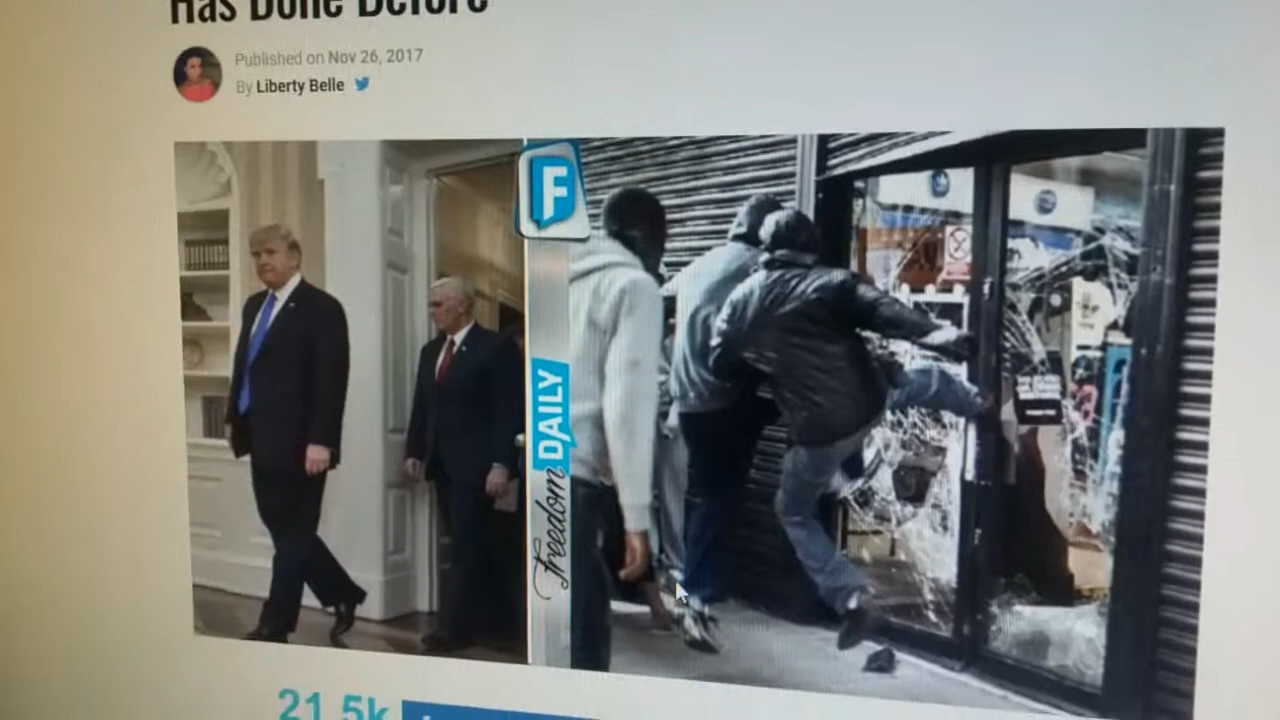 Has Done Before
Published on Nov 26, 2017
By Liberty Belle
F
Freedom DAILY
21.5k